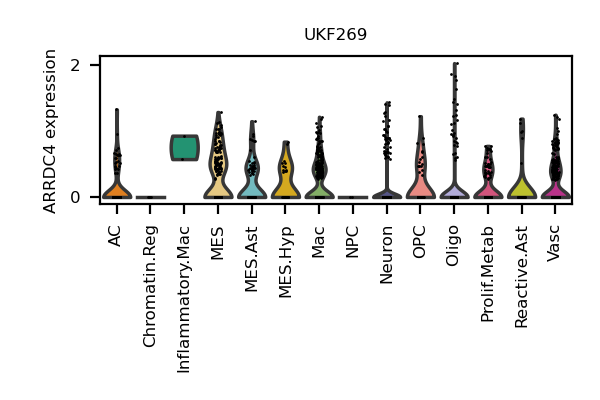 UKF269
ARRDC4 expression
2
0
AC
Chromatin.Reg
Inflammatory.Mac
MES
MES.Ast
MES.Hyp
Mac
NPC
Neuron
OPC
Oligo
Prolif.Metab
Reactive.Ast
Vasc